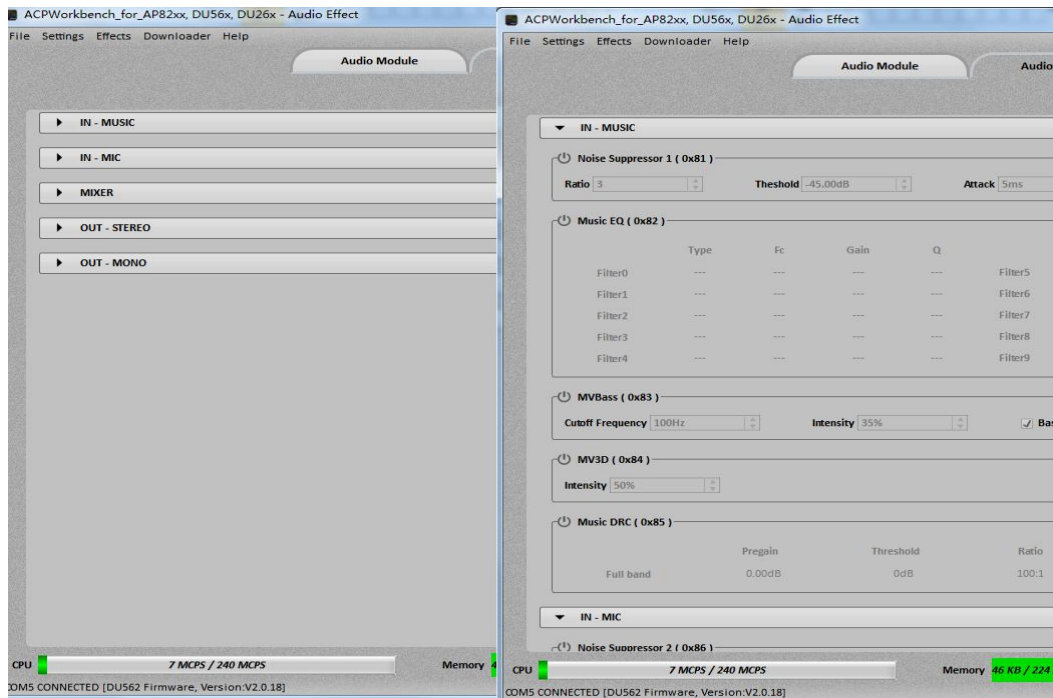 ACPWorkbench_for_AP82xx, DU56x, DU26x - Audio Effect
File Settings Effects Downloader Help
Audio Module
IN - MUSIC
IN - MIC
MIXER
OUT - STEREO
OUT - MONO
CPU 7 MCPS / 240 MCPS Memory
COM5 CONNECTED [DU562 Firmware, Version:V2.0.18]
ACPWorkbench_for_AP82xx, DU56x, DU26x - Audio Effect
File Settings Effects Downloader Help
Audio Module Audio
IN - MUSIC
Noise Suppressor 1 ( 0x81 )
Ratio 3 Theshold -45.00dB Attack 5ms
Music EQ ( 0x82 )
Type Fc Gain Q
Filter0 --- --- --- --- Filter5
Filter1 --- --- --- --- Filter6
Filter2 --- --- --- --- Filter7
Filter3 --- --- --- --- Filter8
Filter4 --- --- --- --- Filter9
MVBass ( 0x83 )
Cutoff Frequency 100Hz Intensity 35% Bas
MV3D ( 0x84 )
Intensity 50%
Music DRC ( 0x85 )
Pregain Threshold Ratio
Full band 0.00dB 0dB 100:1
IN - MIC
Noise Suppressor 2 ( 0x86 )
CPU 7 MCPS / 240 MCPS Memory 46 KB / 224
COM5 CONNECTED [DU562 Firmware, Version:V2.0.18]